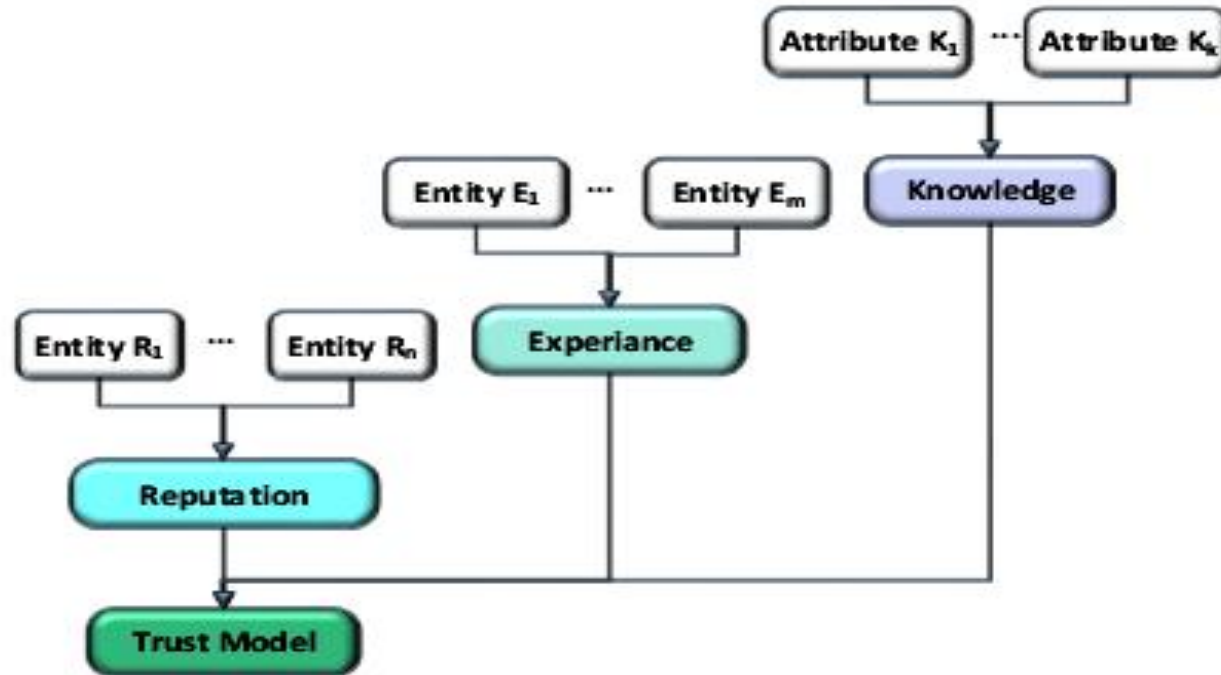 Attribute K₁ ... Attribute Kₖ
Entity E₁ ... Entity Eₘ
Knowledge
Entity R₁ ... Entity Rₙ
Experiance
Reputation
Trust Model